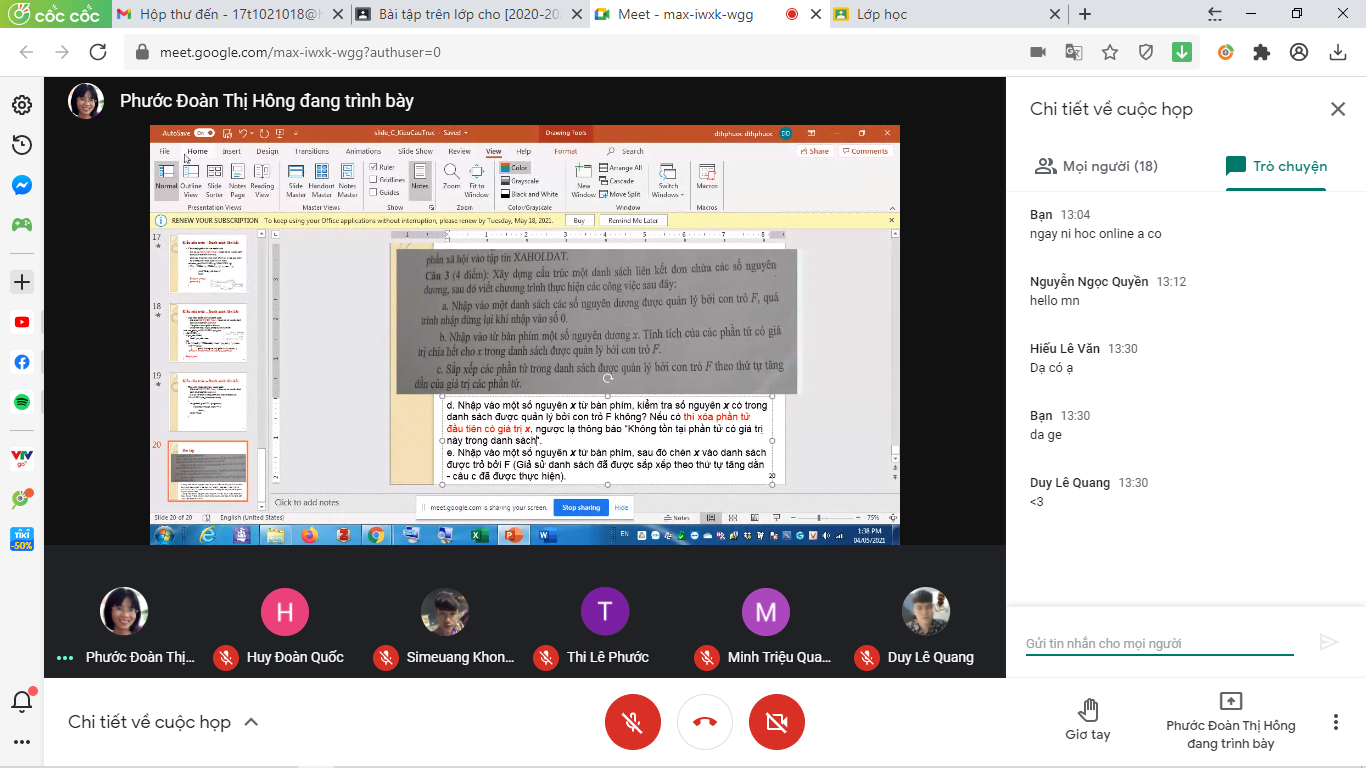 cốc cốc
Hộp thư đến - 17t1021018@h
Bài tập trên lớp cho [2020-202
Meet - max-iwxk-wgg
Lớp học
meet.google.com/max-iwxk-wgg?authuser=0
Phước Đoàn Thị Hồng đang trình bày
AutoSave On
slide_C_KieuCauTruc - Saved
Drawing Tools
dthphuoc dthphuoc DD
File Home Insert Design Transitions Animations Slide Show Review View Help Format Search
Share Comments
Normal Outline View Slide Sorter Notes Page Reading View
Presentation Views
Slide Master Handout Master Notes Master
Master Views
Ruler
Gridlines
Guides
Show
Notes
Zoom Fit to Window
Zoom
Color
Grayscale
Black and White
Color/Grayscale
New Window
Arrange All
Cascade
Move Split
Window
Switch Windows
Macros
Macros
RENEW YOUR SUBSCRIPTION To keep using your Office applications without interruption, please renew by Tuesday, May 18, 2021. Buy Remind Me Later
17
18
19
20
phần xã hội vào tập tin XAHOI.DAT.
Câu 3 (4 điểm): Xây dựng cấu trúc một danh sách liên kết đơn chứa các số nguyên
dương, sau đó viết chương trình thực hiện các công việc sau đây:
a. Nhập vào một danh sách các số nguyên dương được quản lý bởi con trỏ F, quá
trình nhập dừng lại khi nhập vào số 0.
b. Nhập vào từ bàn phím một số nguyên dương x. Tính tích của các phần tử có giá
trị chia hết cho x trong danh sách được quản lý bởi con trỏ F.
c. Sắp xếp các phần tử trong danh sách được quản lý bởi con trỏ F theo thứ tự tăng
dần của giá trị các phần tử.
d. Nhập vào một số nguyên x từ bàn phím, kiểm tra số nguyên x có trong
danh sách được quản lý bởi con trỏ F không? Nếu có thì xóa phần tử
đầu tiên có giá trị x, ngược lạ thông báo "Không tồn tại phần tử có giá trị
này trong danh sách".
e. Nhập vào một số nguyên x từ bàn phím, sau đó chèn x vào danh sách
được trỏ bởi F (Giả sử danh sách đã được sắp xếp theo thứ tự tăng dần
- câu c đã được thực hiện).
20
Click to add notes
meet.google.com is sharing your screen. Stop sharing Hide
Slide 20 of 20 English (United States)
Notes
75%
EN
1:38 PM
04/05/2021
Phước Đoàn Thị...
H
Huy Đoàn Quốc
Simeuang Khon...
T
Thi Lê Phước
M
Minh Triệu Qua...
Duy Lê Quang
Chi tiết về cuộc họp
Mọi người (18)
Trò chuyện
Bạn 13:04
ngay ni hoc online a co
Nguyễn Ngọc Quyền 13:12
hello mn
Hiếu Lê Văn 13:30
Dạ có ạ
Bạn 13:30
da ge
Duy Lê Quang 13:30
<3
Gửi tin nhắn cho mọi người
VTV
go
TIKI
-50%
Chi tiết về cuộc họp
Giơ tay
Phước Đoàn Thị Hồng
đang trình bày